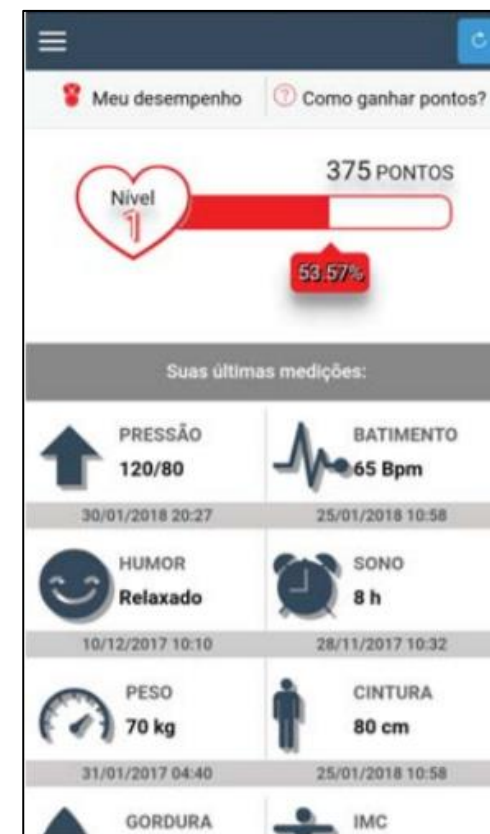 Meu desempenho
Como ganhar pontos?
375 PONTOS
Nível
1
53.57%
Suas últimas medições:
PRESSÃO
120/80
BATIMENTO
65 Bpm
30/01/2018 20:27
25/01/2018 10:58
HUMOR
Relaxado
SONO
8 h
10/12/2017 10:10
28/11/2017 10:32
PESO
70 kg
CINTURA
80 cm
31/01/2017 04:40
25/01/2018 10:58
GORDURA
IMC